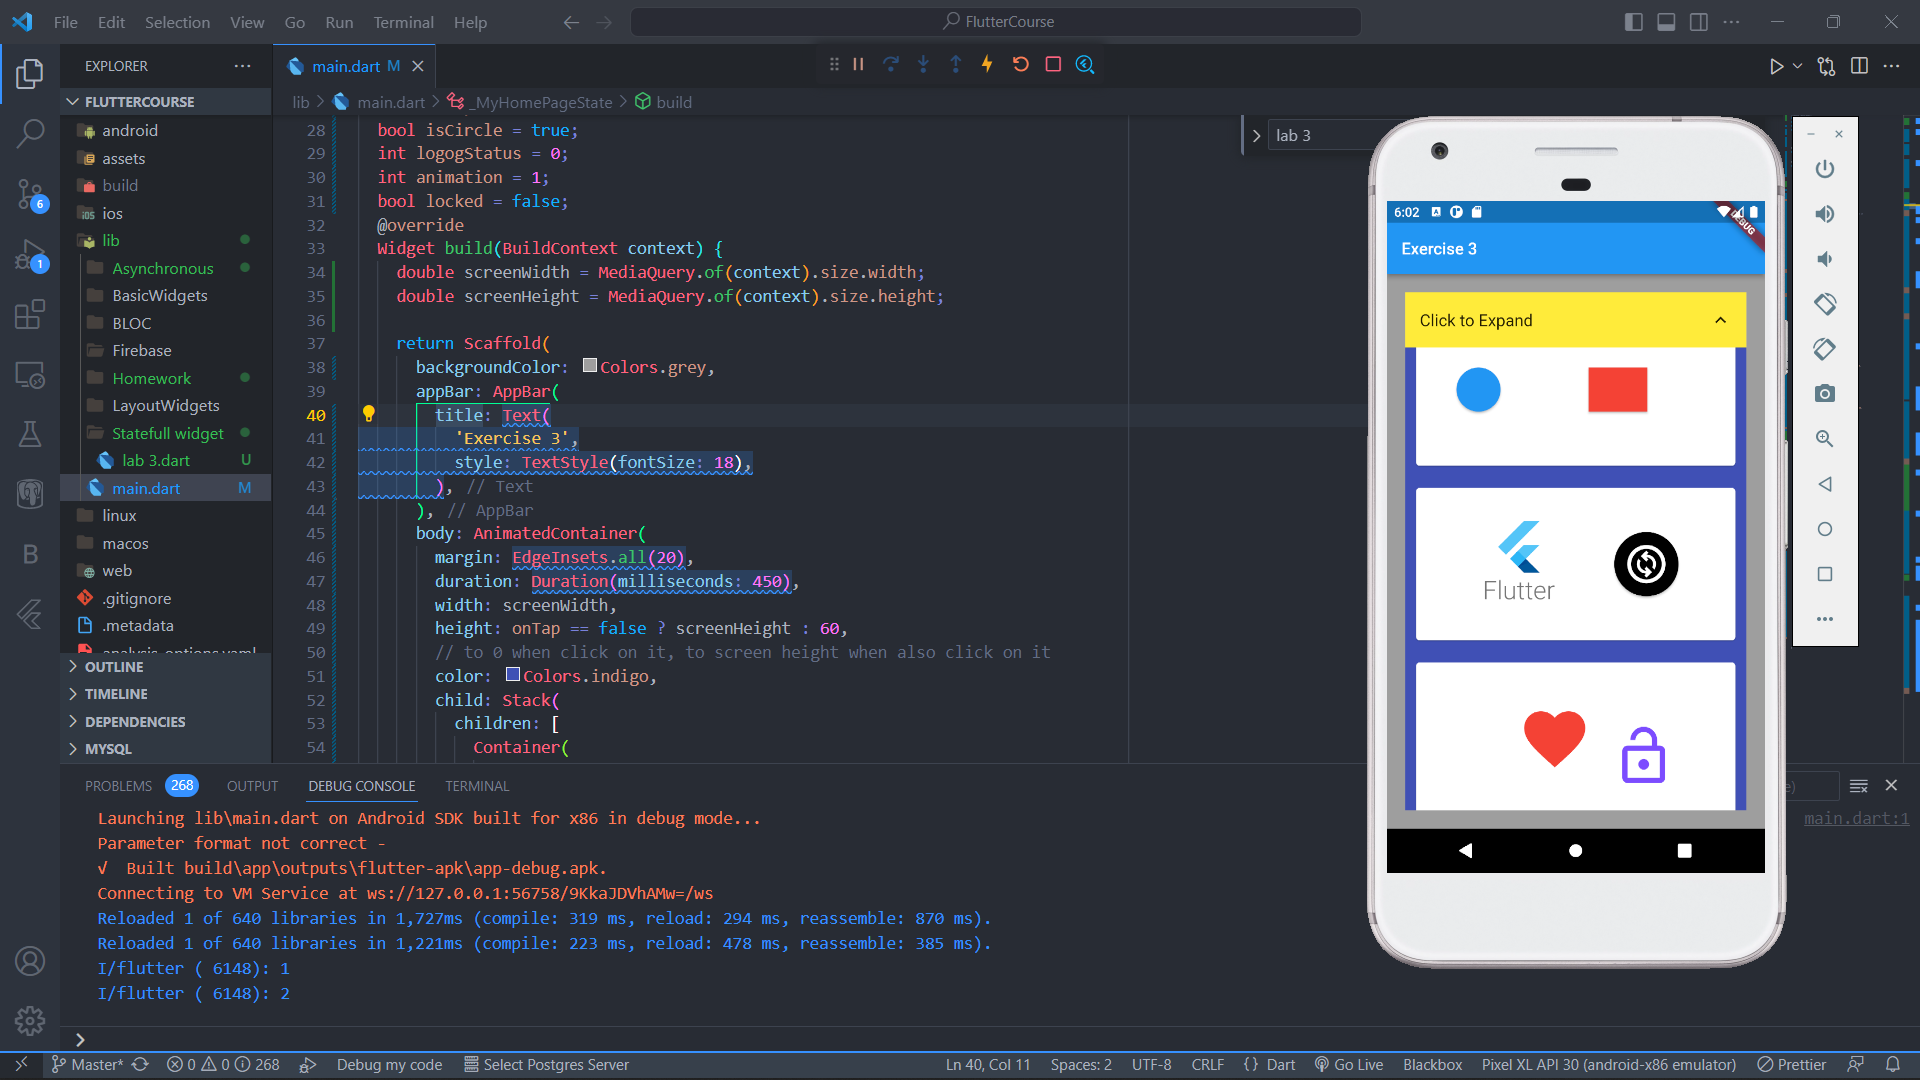 File Edit Selection View Go Run Terminal Help
FlutterCourse
EXPLORER
main.dart M
FLUTTERCOURSE
lib > main.dart > _MyHomePageState > build
android
assets
build
ios
lib
Asynchronous
BasicWidgets
BLOC
Firebase
Homework
LayoutWidgets
Statefull widget
lab 3.dart U
main.dart M
linux
macos
web
.gitignore
.metadata
analysis_options.yaml
OUTLINE
TIMELINE
DEPENDENCIES
MYSQL
6
1
28 bool isCircle = true;
29 int logogStatus = 0;
30 int animation = 1;
31 bool locked = false;
32 @override
33 Widget build(BuildContext context) {
34 double screenWidth = MediaQuery.of(context).size.width;
35 double screenHeight = MediaQuery.of(context).size.height;
36
37 return Scaffold(
38 backgroundColor: Colors.grey,
39 appBar: AppBar(
40 title: Text(
41 'Exercise 3',
42 style: TextStyle(fontSize: 18),
43 ), // Text
44 ), // AppBar
45 body: AnimatedContainer(
46 margin: EdgeInsets.all(20),
47 duration: Duration(milliseconds: 450),
48 width: screenWidth,
49 height: onTap == false ? screenHeight : 60,
50 // to 0 when click on it, to screen height when also click on it
51 color: Colors.indigo,
52 child: Stack(
53 children: [
54 Container(
lab 3
6:02
DEBUG
Exercise 3
Click to Expand
Flutter
PROBLEMS 268 OUTPUT DEBUG CONSOLE TERMINAL
Launching lib\main.dart on Android SDK built for x86 in debug mode...
main.dart:1
Parameter format not correct -
√ Built build\app\outputs\flutter-apk\app-debug.apk.
Connecting to VM Service at ws://127.0.0.1:56758/9KkaJDVhAMw=/ws
Reloaded 1 of 640 libraries in 1,727ms (compile: 319 ms, reload: 294 ms, reassemble: 870 ms).
Reloaded 1 of 640 libraries in 1,221ms (compile: 223 ms, reload: 478 ms, reassemble: 385 ms).
I/flutter ( 6148): 1
I/flutter ( 6148): 2
Master* 0 0 268 Debug my code Select Postgres Server Ln 40, Col 11 Spaces: 2 UTF-8 CRLF {} Dart Go Live Blackbox Pixel XL API 30 (android-x86 emulator) Prettier